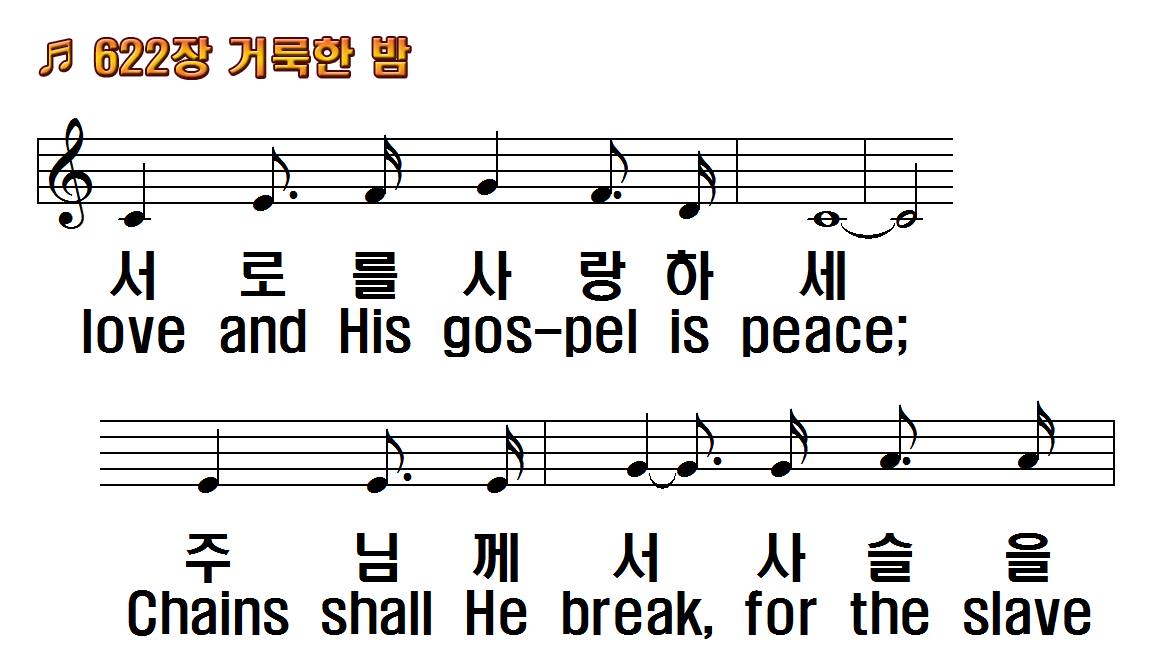 ♬ 622장 거룩한 밤
서 로 를 사 랑 하 세
love and His gos-pel is peace;
주 님 께 서 사 슬 을
Chains shall He break, for the slave